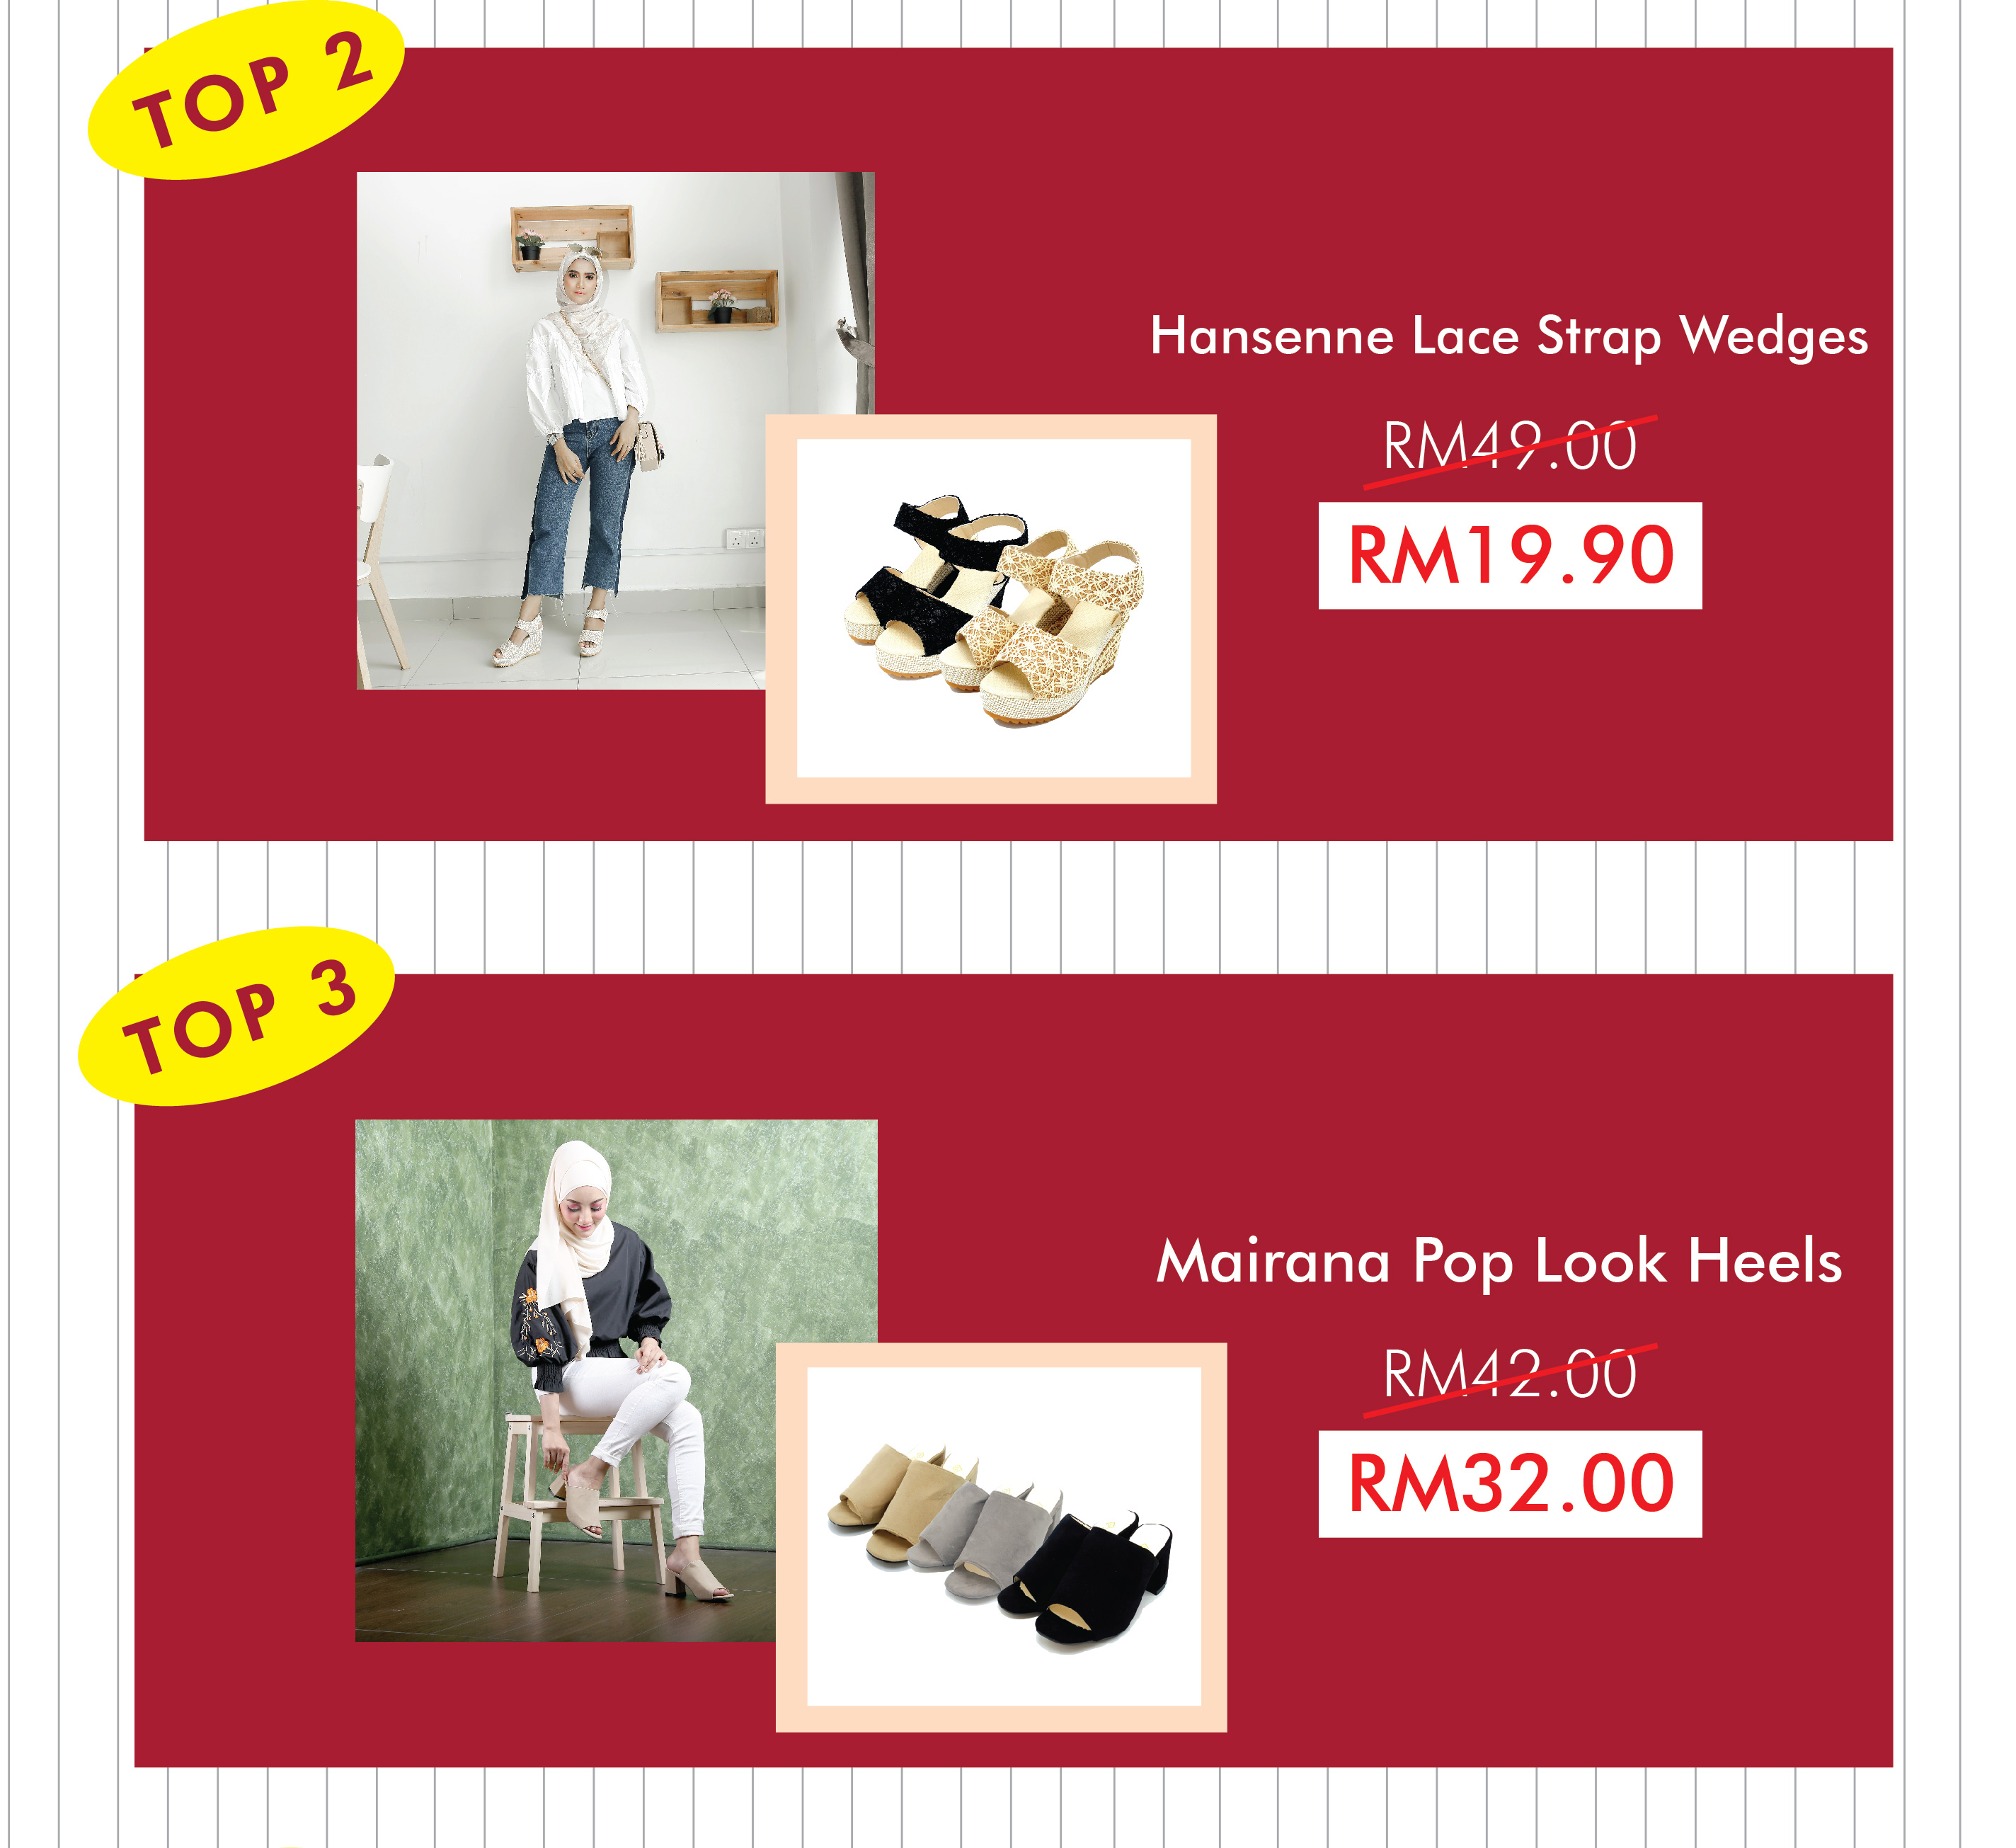 TOP 2
Hansenne Lace Strap Wedges
RM49.00
RM19.90
TOP 3
Mairana Pop Look Heels
RM42.00
RM32.00